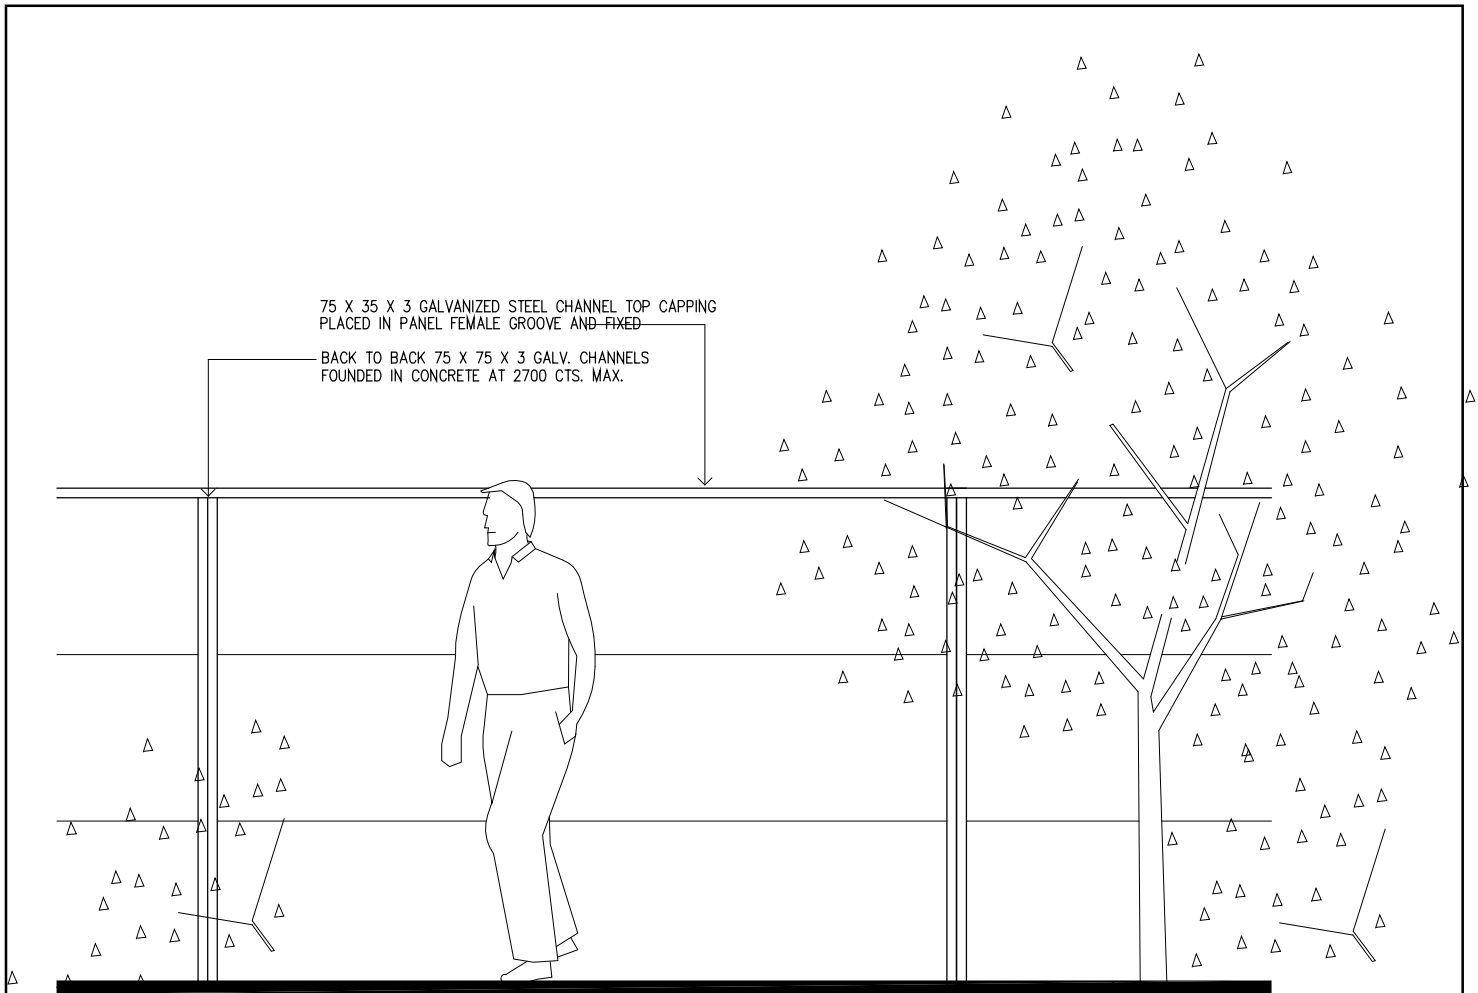 75 X 35 X 3 GALVANIZED STEEL CHANNEL TOP CAPPING
PLACED IN PANEL FEMALE GROOVE AND FIXED
BACK TO BACK 75 X 75 X 3 GALV. CHANNELS
FOUNDED IN CONCRETE AT 2700 CTS. MAX.